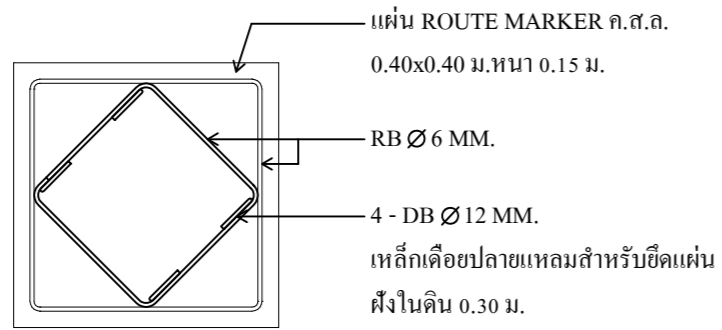 แผ่น ROUTE MARKER ค.ส.ล.
0.40x0.40 ม.หนา 0.15 ม.
RB Ø 6 MM.
4 - DB Ø 12 MM.
เหล็กเดือยปลายแหลมสำหรับยึดแผ่น
ฝังในดิน 0.30 ม.